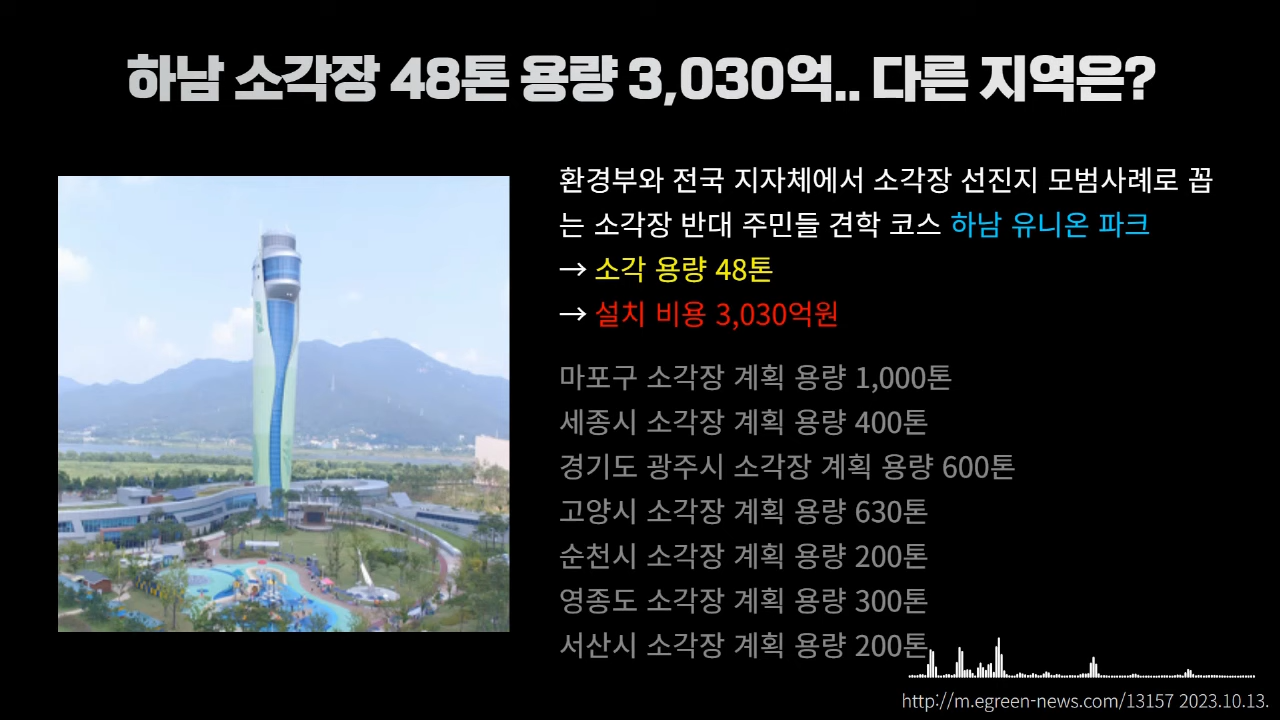 하남 소각장 48톤 용량 3,030억.. 다른 지역은?
환경부와 전국 지자체에서 소각장 선진지 모범사례로 꼽
는 소각장 반대 주민들 견학 코스 하남 유니온 파크
→ 소각 용량 48톤
→ 설치 비용 3,030억원
마포구 소각장 계획 용량 1,000톤
세종시 소각장 계획 용량 400톤
경기도 광주시 소각장 계획 용량 600톤
고양시 소각장 계획 용량 630톤
순천시 소각장 계획 용량 200톤
영종도 소각장 계획 용량 300톤
서산시 소각장 계획 용량 200톤
http://m.egreen-news.com/13157 2023.10.13.